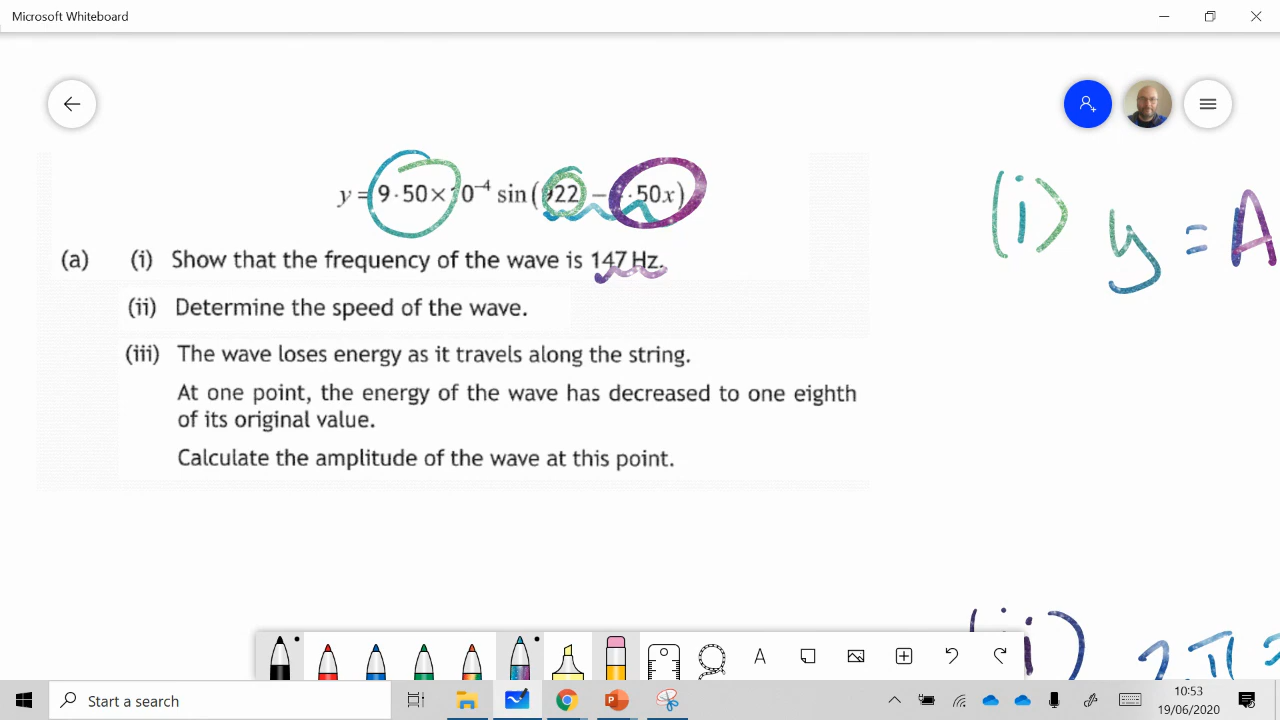 Microsoft Whiteboard
y = 9·50×10⁻⁴ sin(922 − ·50x)
(i) y = A
(a) (i) Show that the frequency of the wave is 147 Hz.
(ii) Determine the speed of the wave.
(iii) The wave loses energy as it travels along the string.
At one point, the energy of the wave has decreased to one eighth
of its original value.
Calculate the amplitude of the wave at this point.
(ii) 2π =
A
Start a search
10:53
19/06/2020